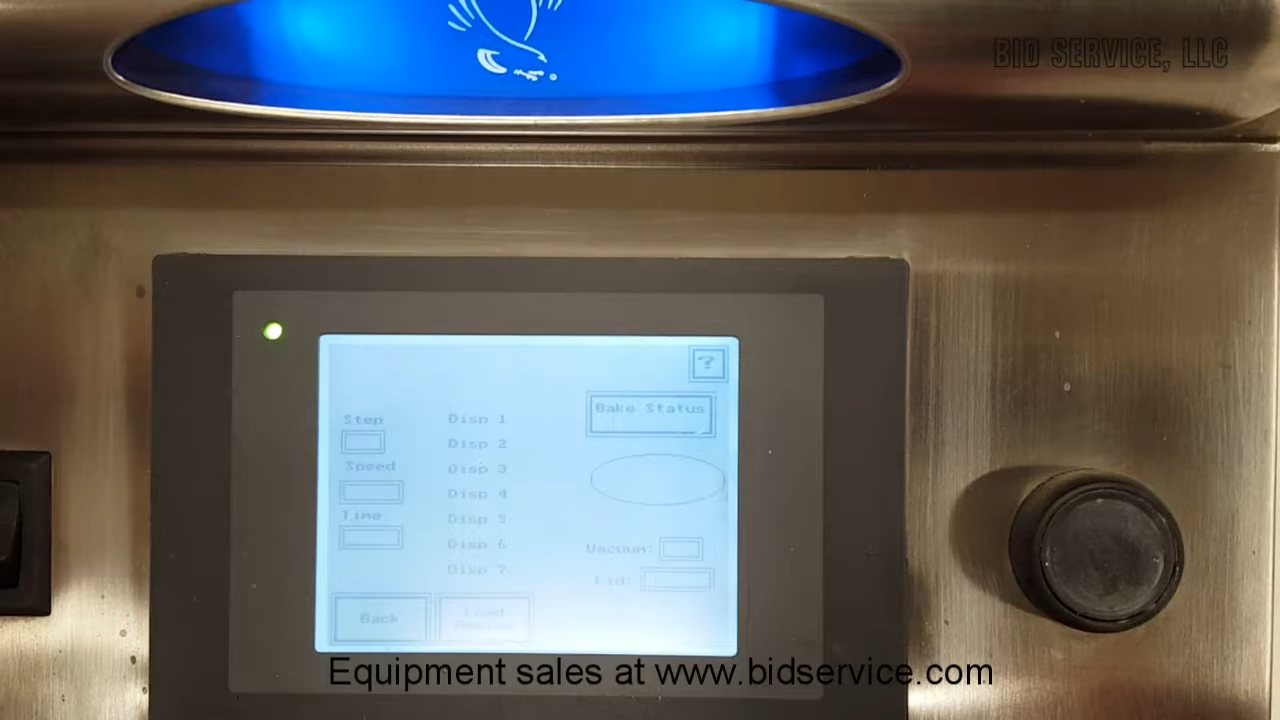 BID SERVICE, LLC
?
Bake Status
Step
Disp 1
Disp 2
Speed
Disp 3
Disp 4
Time
Disp 5
Disp 6
Vacuum:
Disp 7
Lid:
Back
Load
Equipment sales at www.bidservice.com